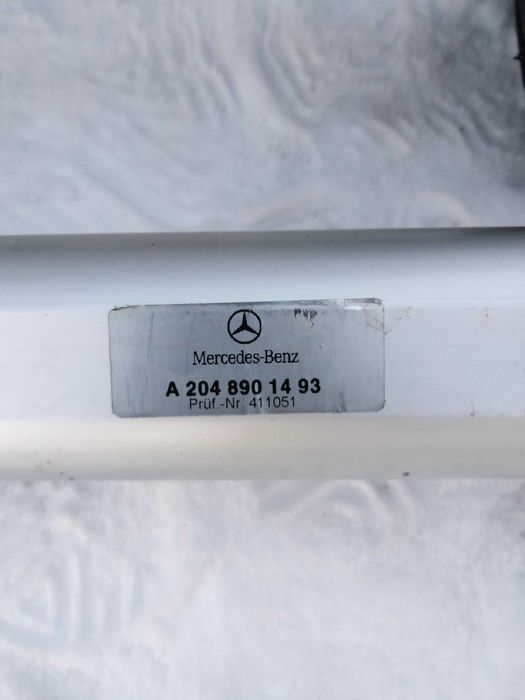 Mercedes-Benz
A 204 890 14 93
Prüf.-Nr. 411051